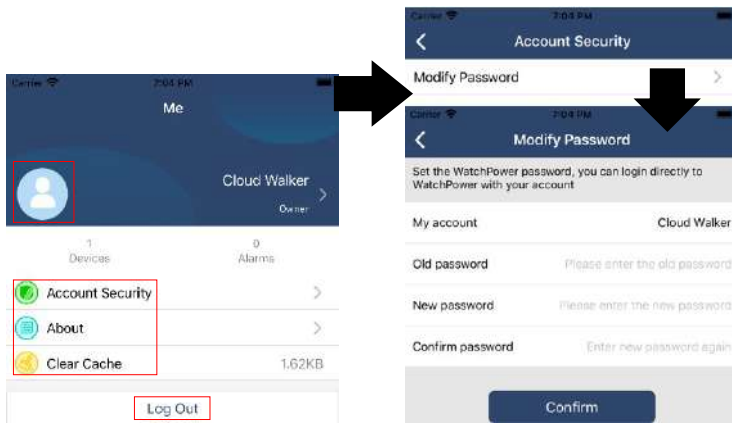 Carrier 7:04 PM
Me
Cloud Walker
Owner
1
Devices
0
Alarms
Account Security
About
Clear Cache 1.62KB
Log Out
Carrier 7:04 PM
Account Security
Modify Password
Carrier 7:04 PM
Modify Password
Set the WatchPower password, you can login directly to
WatchPower with your account
My account Cloud Walker
Old password Please enter the old password
New password Please enter the new password
Confirm password Enter new password again
Confirm